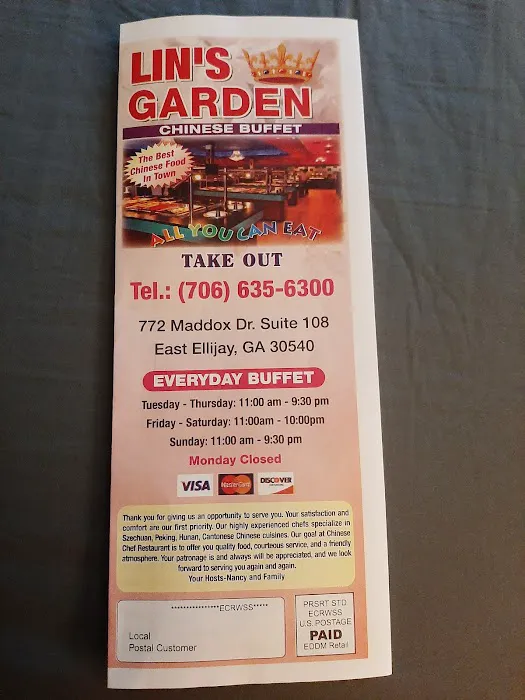 LIN'S
GARDEN
CHINESE BUFFET
The Best
Chinese Food
In Town
ALL YOU CAN EAT
TAKE OUT
Tel.: (706) 635-6300
772 Maddox Dr. Suite 108
East Ellijay, GA 30540
EVERYDAY BUFFET
Tuesday - Thursday: 11:00 am - 9:30 pm
Friday - Saturday: 11:00am - 10:00pm
Sunday: 11:00 am - 9:30 pm
Monday Closed
VISA MasterCard DISCOVER
Thank you for giving us an opportunity to serve you. Your satisfaction and
comfort are our first priority. Our highly experienced chefs specialize in
Szechuan, Peking, Hunan, Cantonese Chinese cuisines. Our goal at Chinese
Chef Restaurant is to offer you quality food, courteous service, and a friendly
atmosphere. Your patronage is and always will be appreciated, and we look
forward to serving you again and again.
Your Hosts-Nancy and Family
****************ECRWSS*****
Local
Postal Customer
PRSRT STD
ECRWSS
U.S. POSTAGE
PAID
EDDM Retail